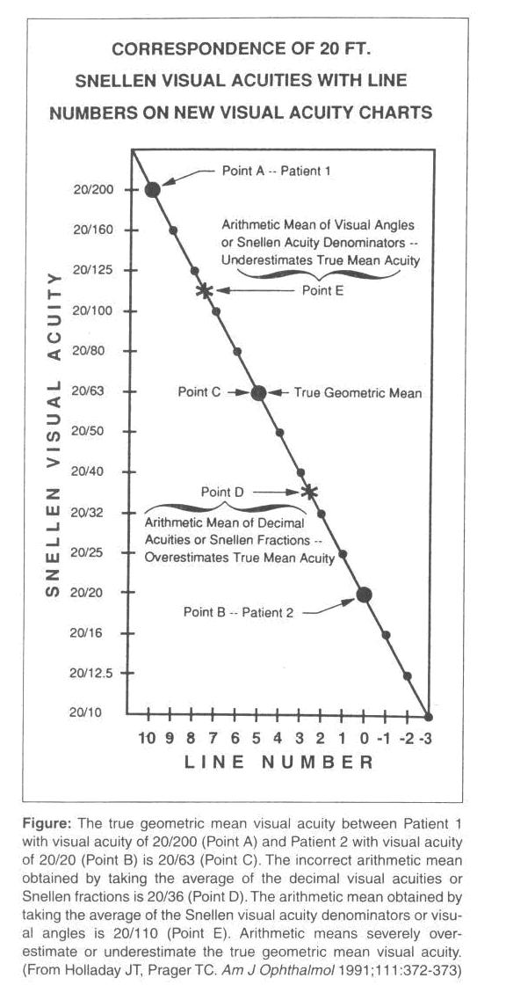 CORRESPONDENCE OF 20 FT.
SNELLEN VISUAL ACUITIES WITH LINE
NUMBERS ON NEW VISUAL ACUITY CHARTS
SNELLEN VISUAL ACUITY
20/200
20/160
20/125
20/100
20/80
20/63
20/50
20/40
20/32
20/25
20/20
20/16
20/12.5
20/10
Point A -- Patient 1
Arithmetic Mean of Visual Angles
or Snellen Acuity Denominators --
Underestimates True Mean Acuity
Point E
Point C
True Geometric Mean
Point D
Arithmetic Mean of Decimal
Acuities or Snellen Fractions --
Overestimates True Mean Acuity
Point B -- Patient 2
10 9 8 7 6 5 4 3 2 1 0 -1 -2 -3
LINE NUMBER
Figure: The true geometric mean visual acuity between Patient 1
with visual acuity of 20/200 (Point A) and Patient 2 with visual acuity
of 20/20 (Point B) is 20/63 (Point C). The incorrect arithmetic mean
obtained by taking the average of the decimal visual acuities or
Snellen fractions is 20/36 (Point D). The arithmetic mean obtained by
taking the average of the Snellen visual acuity denominators or visu-
al angles is 20/110 (Point E). Arithmetic means severely over-
estimate or underestimate the true geometric mean visual acuity.
(From Holladay JT, Prager TC. Am J Ophthalmol 1991;111:372-373)